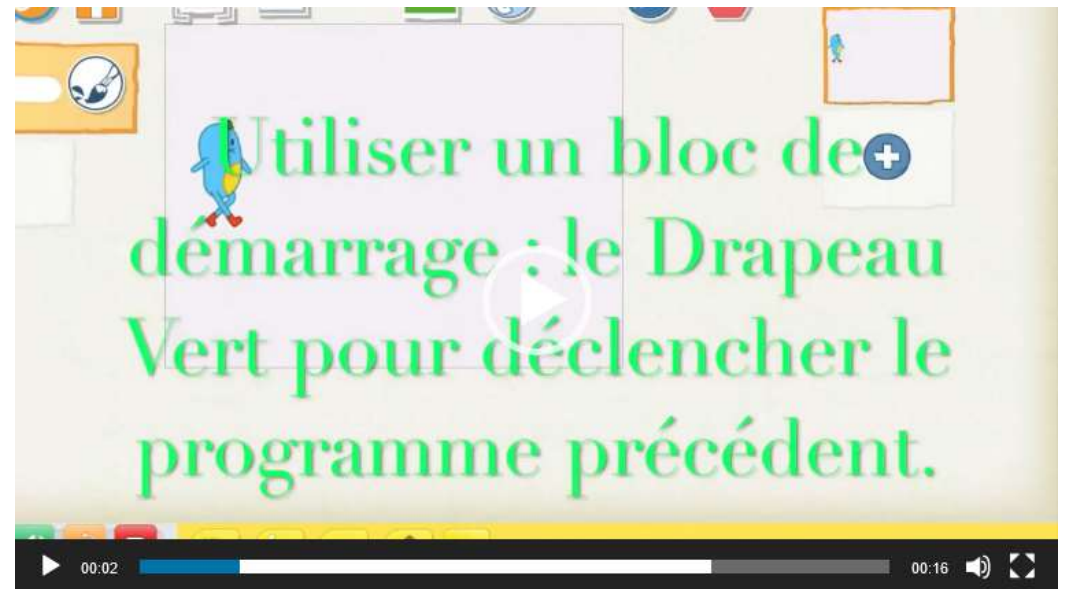 Utiliser un bloc de
démarrage : le Drapeau
Vert pour déclencher le
programme précédent.
00:02
00:16